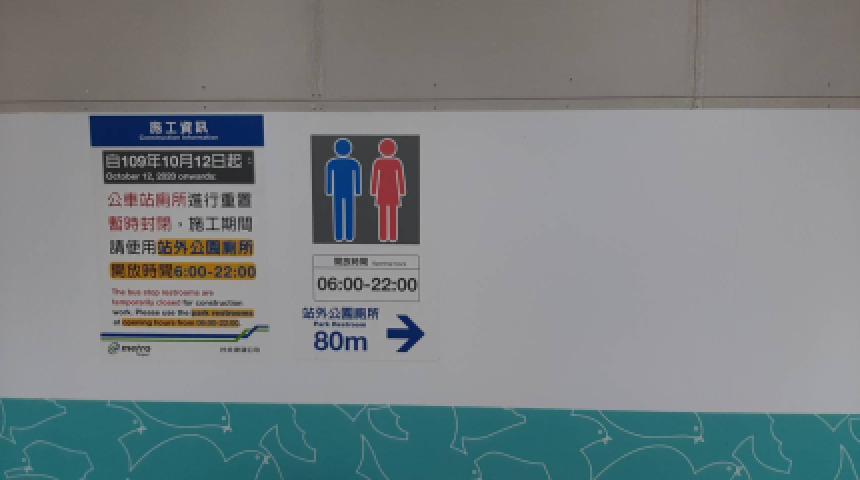 施工資訊
Construction Information
自109年10月12日起：
October 12, 2020 onwards:
公車站廁所進行重置
暫時封閉，施工期間
請使用站外公園廁所
開放時間6:00-22:00
The bus stop restrooms are
temporarily closed for construction
work. Please use the park restrooms
at opening hours from 06:00-22:00.
metro
開放時間 Opening hours
06:00-22:00
站外公園廁所
Park Restroom
80m